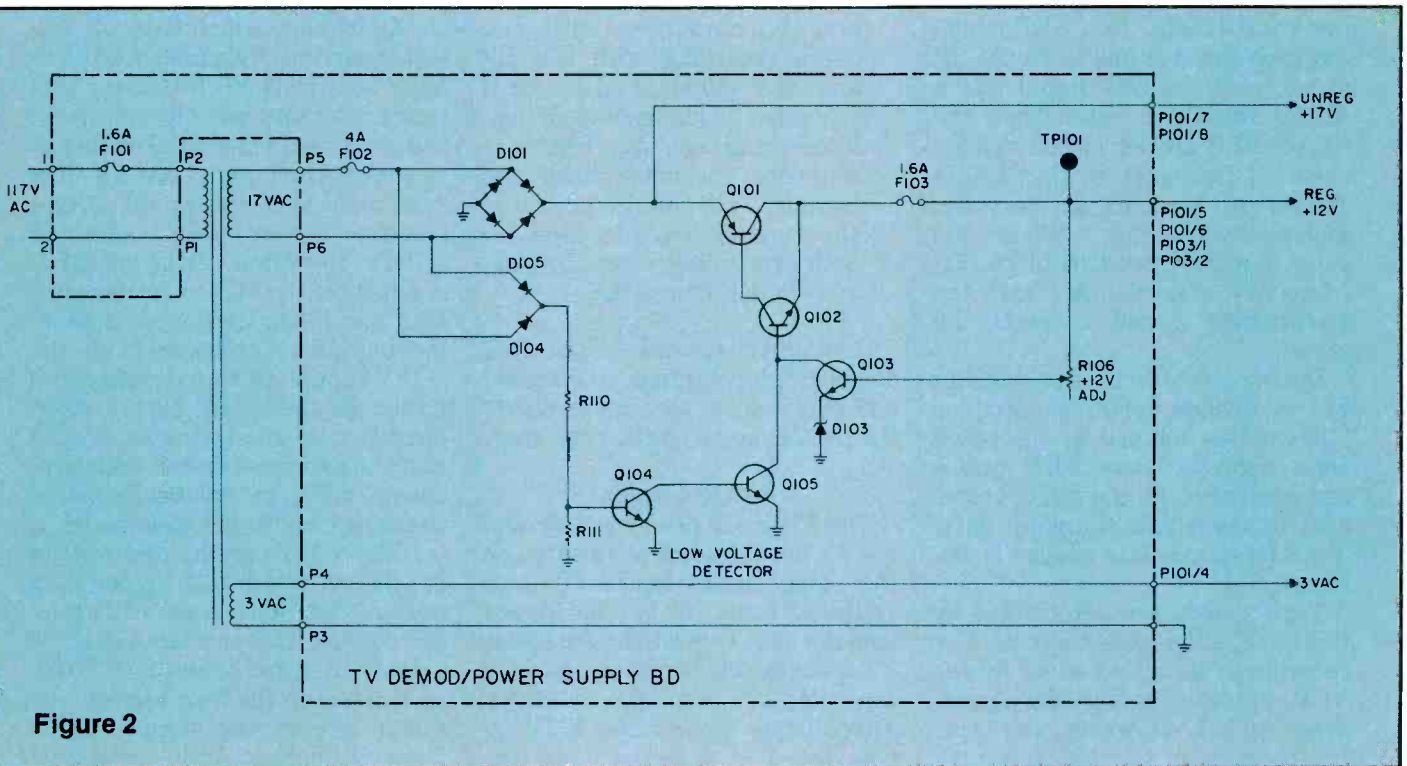 UNREG
+17V
P101/7
P101/8
TP101
1.6A
F101
P2
P5
4A
F102
D101
1.6A
F103
Q101
1
117V
AC
17 VAC
REG
+12V
P101/5
P101/6
P103/1
P103/2
2
P1
P6
D105
D104
Q102
Q103
R106
+12V
ADJ
R110
D103
Q104
Q105
R111
LOW VOLTAGE
DETECTOR
P4
P101/4
3 VAC
3 VAC
P3
TV DEMOD/POWER SUPPLY BD
Figure 2